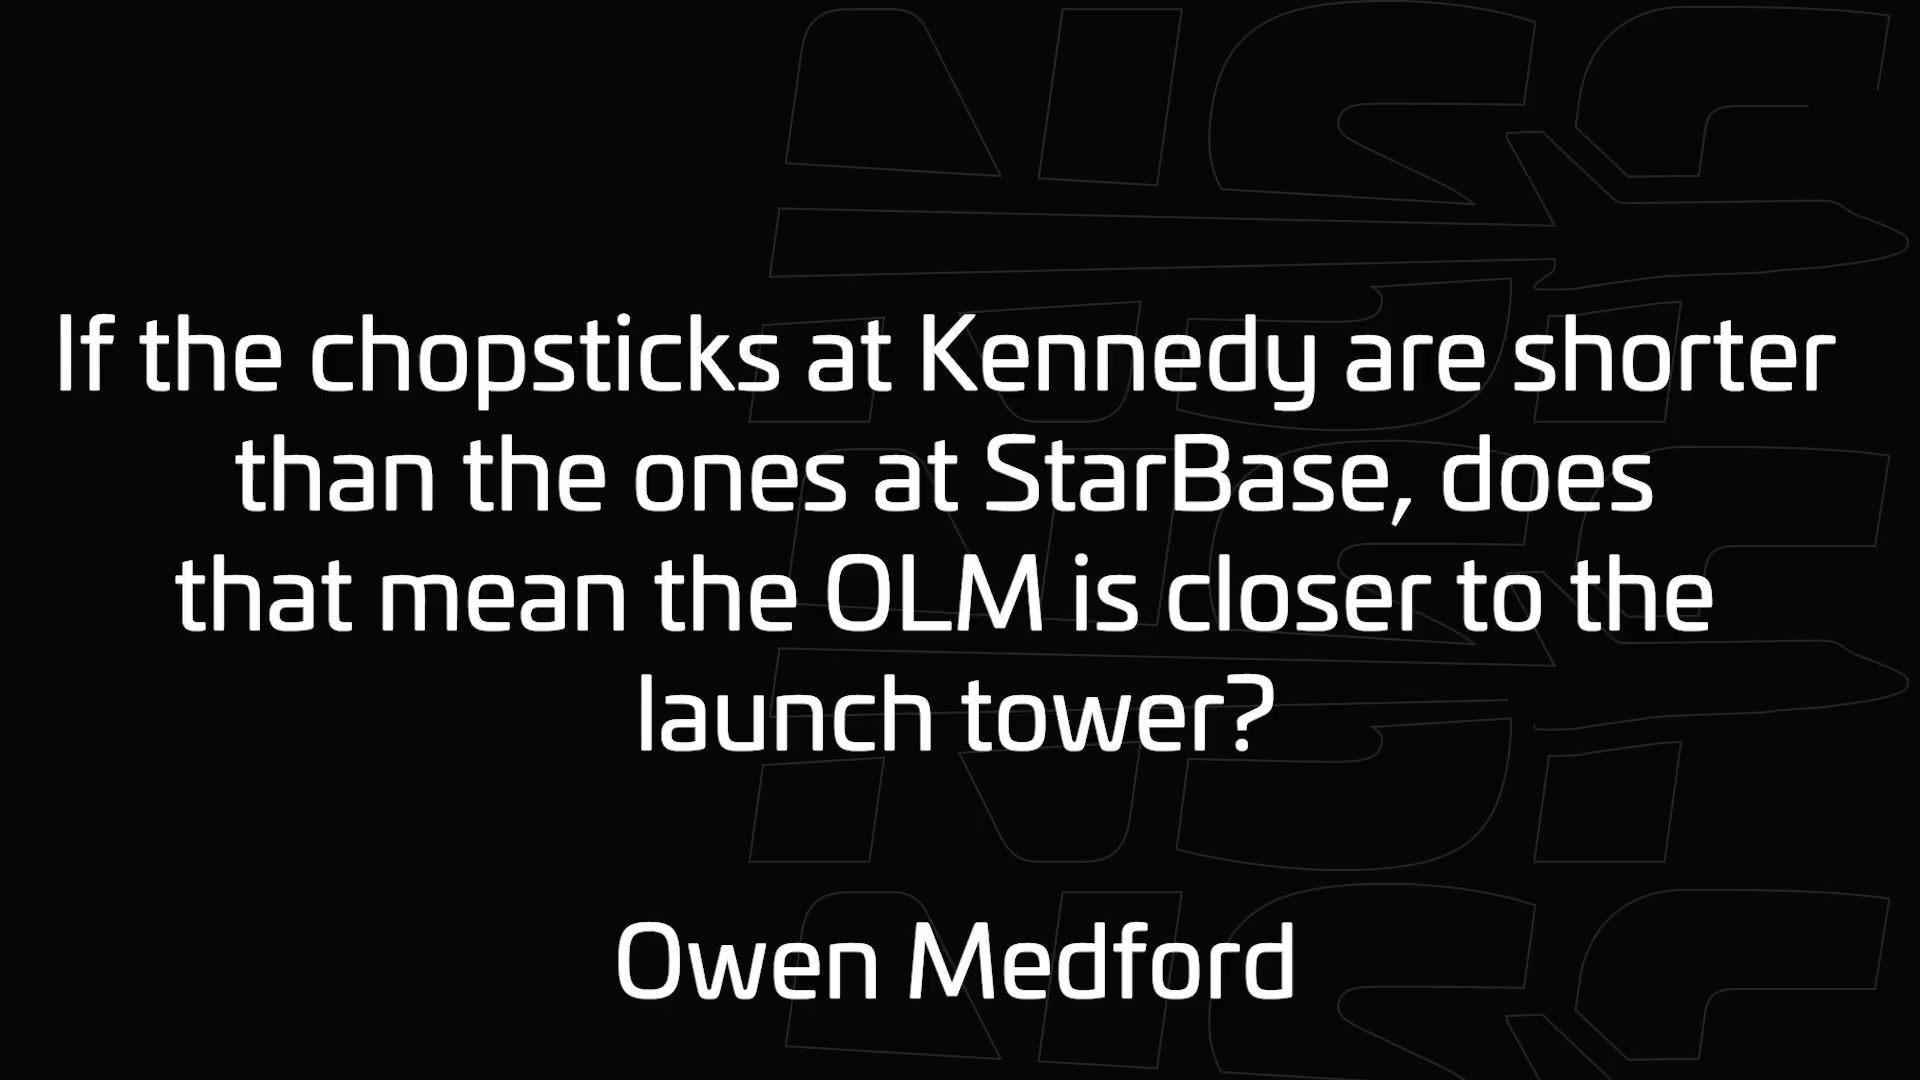 If the chopsticks at Kennedy are shorter
than the ones at StarBase, does
that mean the OLM is closer to the
launch tower?
Owen Medford